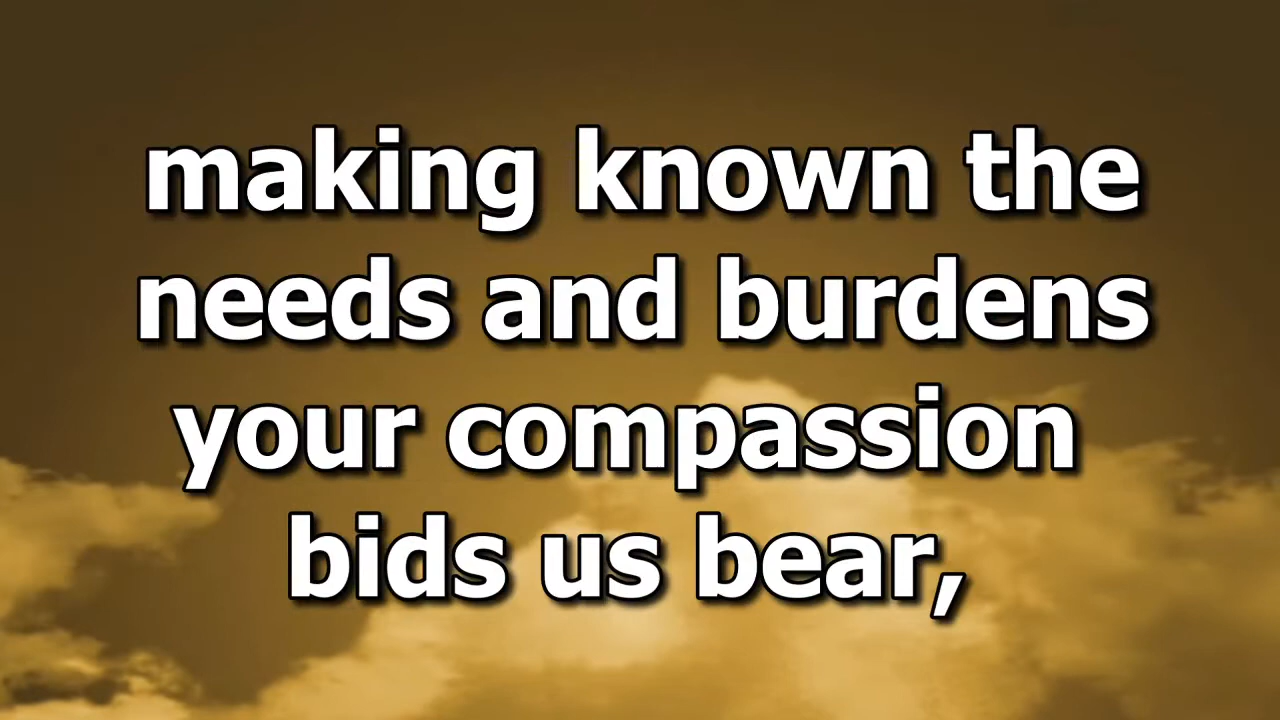 making known the
needs and burdens
your compassion
bids us bear,